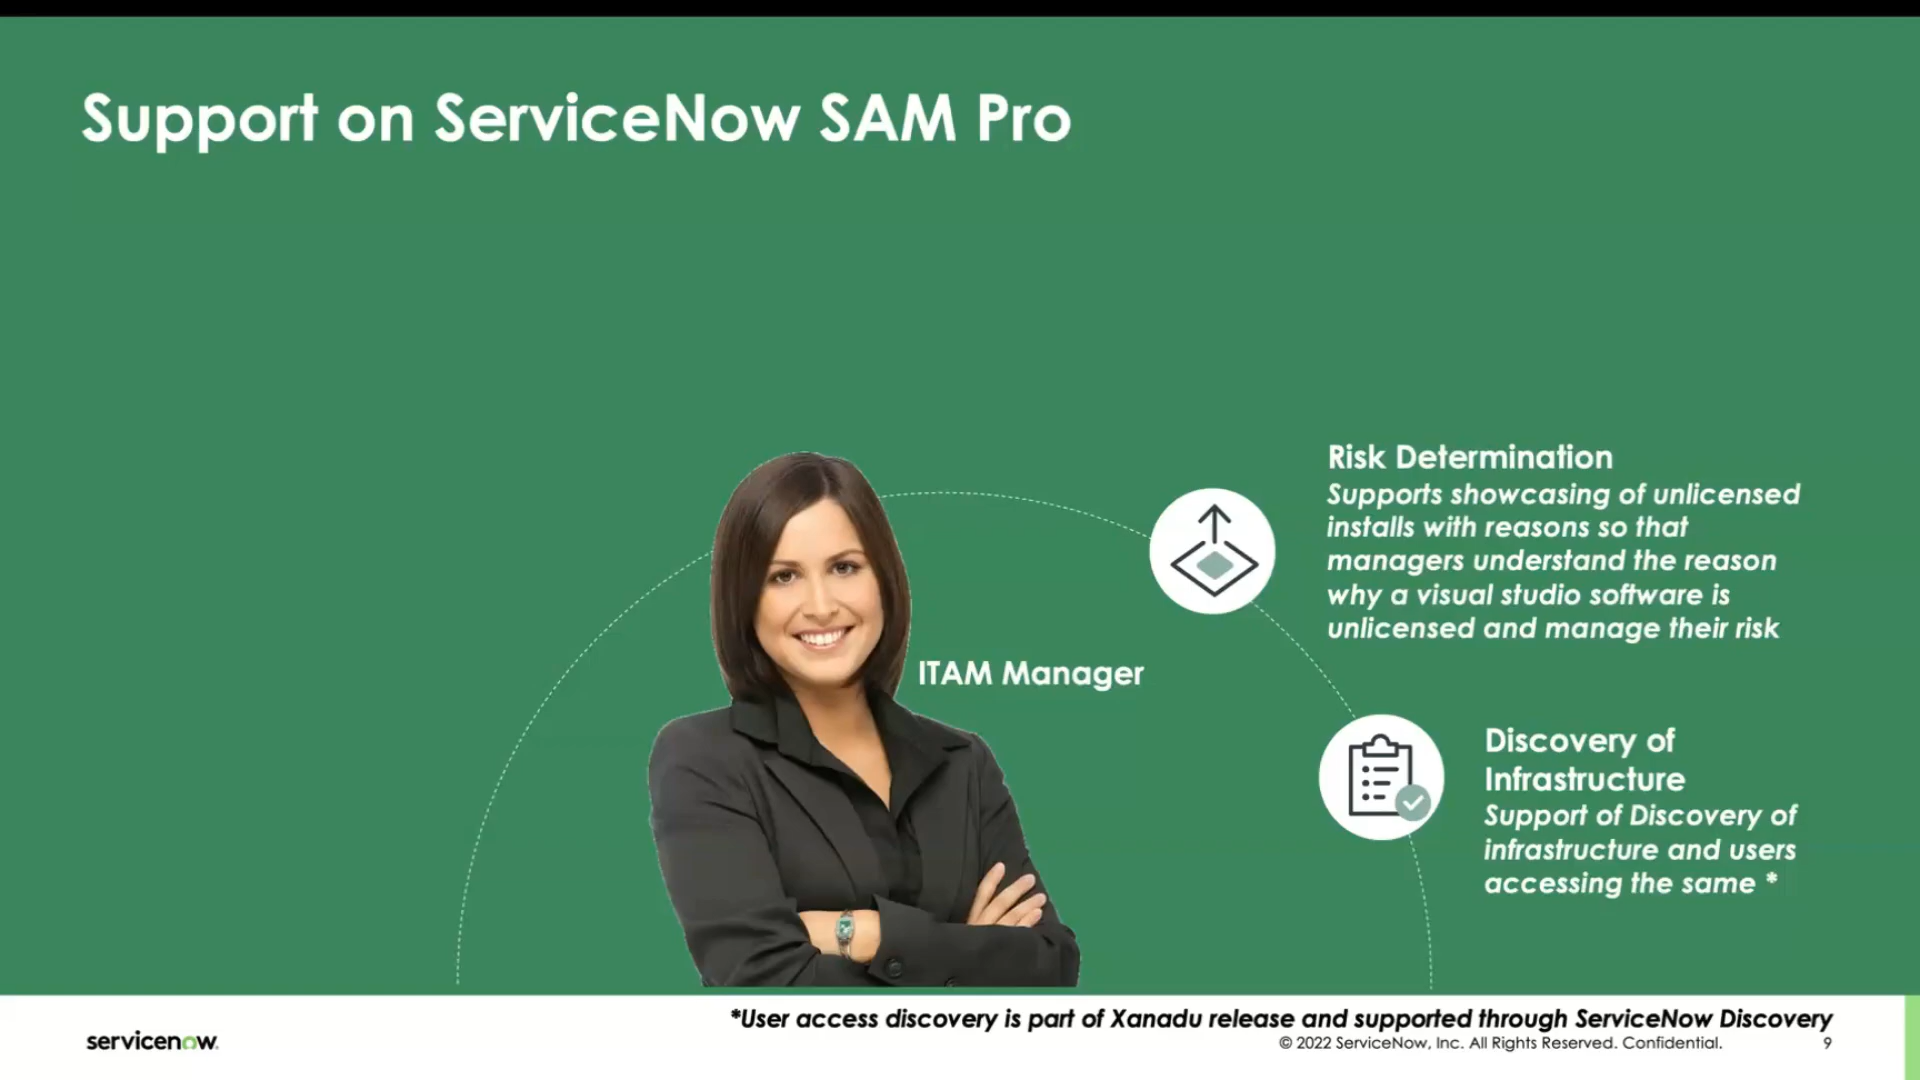 Support on ServiceNow SAM Pro
Risk Determination
Supports showcasing of unlicensed
installs with reasons so that
managers understand the reason
why a visual studio software is
unlicensed and manage their risk
ITAM Manager
Discovery of
Infrastructure
Support of Discovery of
infrastructure and users
accessing the same *
*User access discovery is part of Xanadu release and supported through ServiceNow Discovery
servicenow.
© 2022 ServiceNow, Inc. All Rights Reserved. Confidential.
9